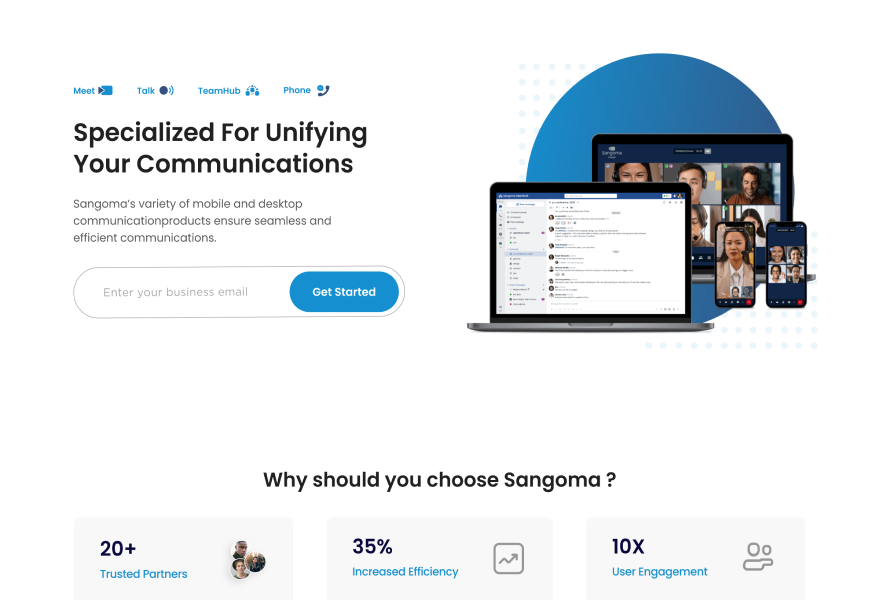 Meet
Talk
TeamHub
Phone
Specialized For Unifying
Your Communications
Sangoma's variety of mobile and desktop
communicationproducts ensure seamless and
efficient communications.
Enter your business email
Get Started
Sangoma
Why should you choose Sangoma ?
20+
Trusted Partners
35%
Increased Efficiency
10X
User Engagement